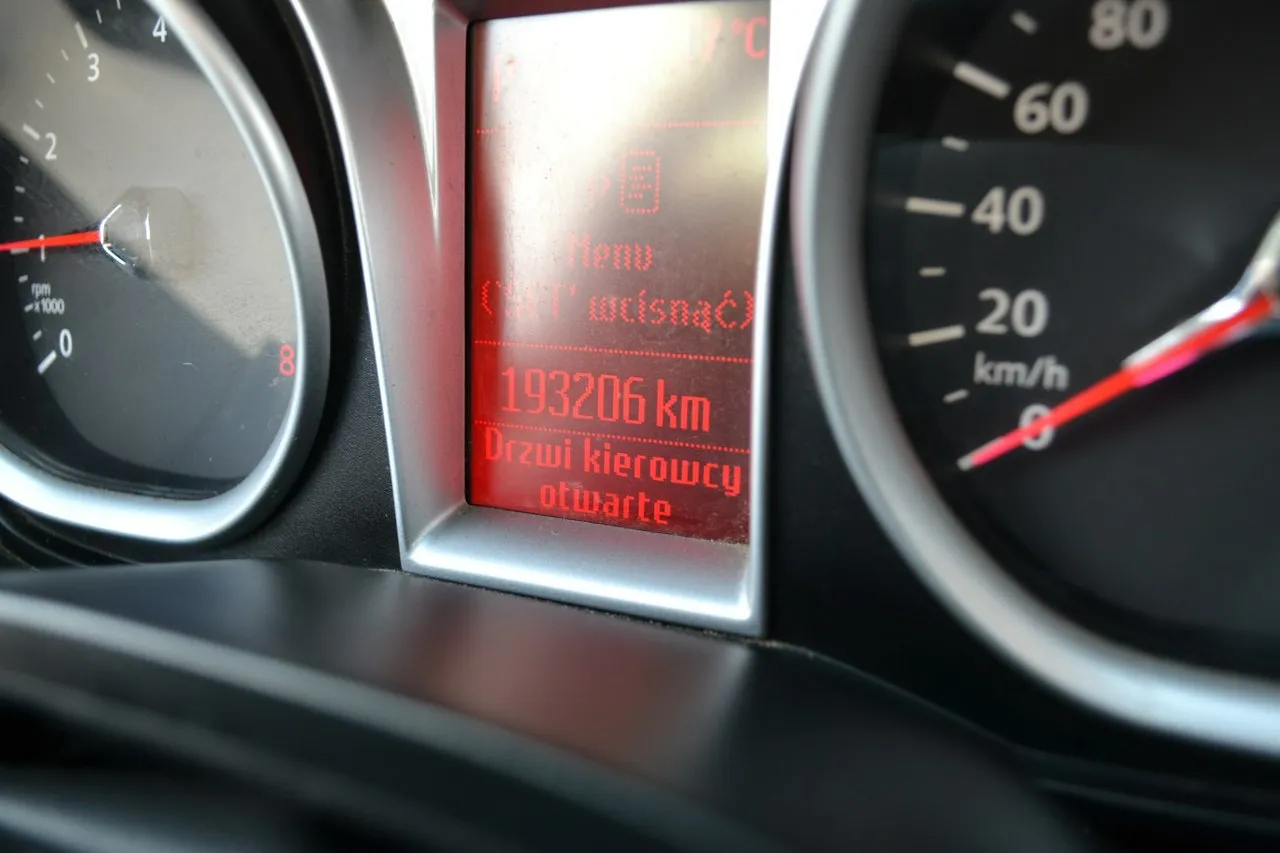 4
3
2
1
rpm
x1000
0
8
°C
Menu
wcisnąć)
193206 km
Drzwi kierowcy
otwarte
80
60
40
20
km/h
0